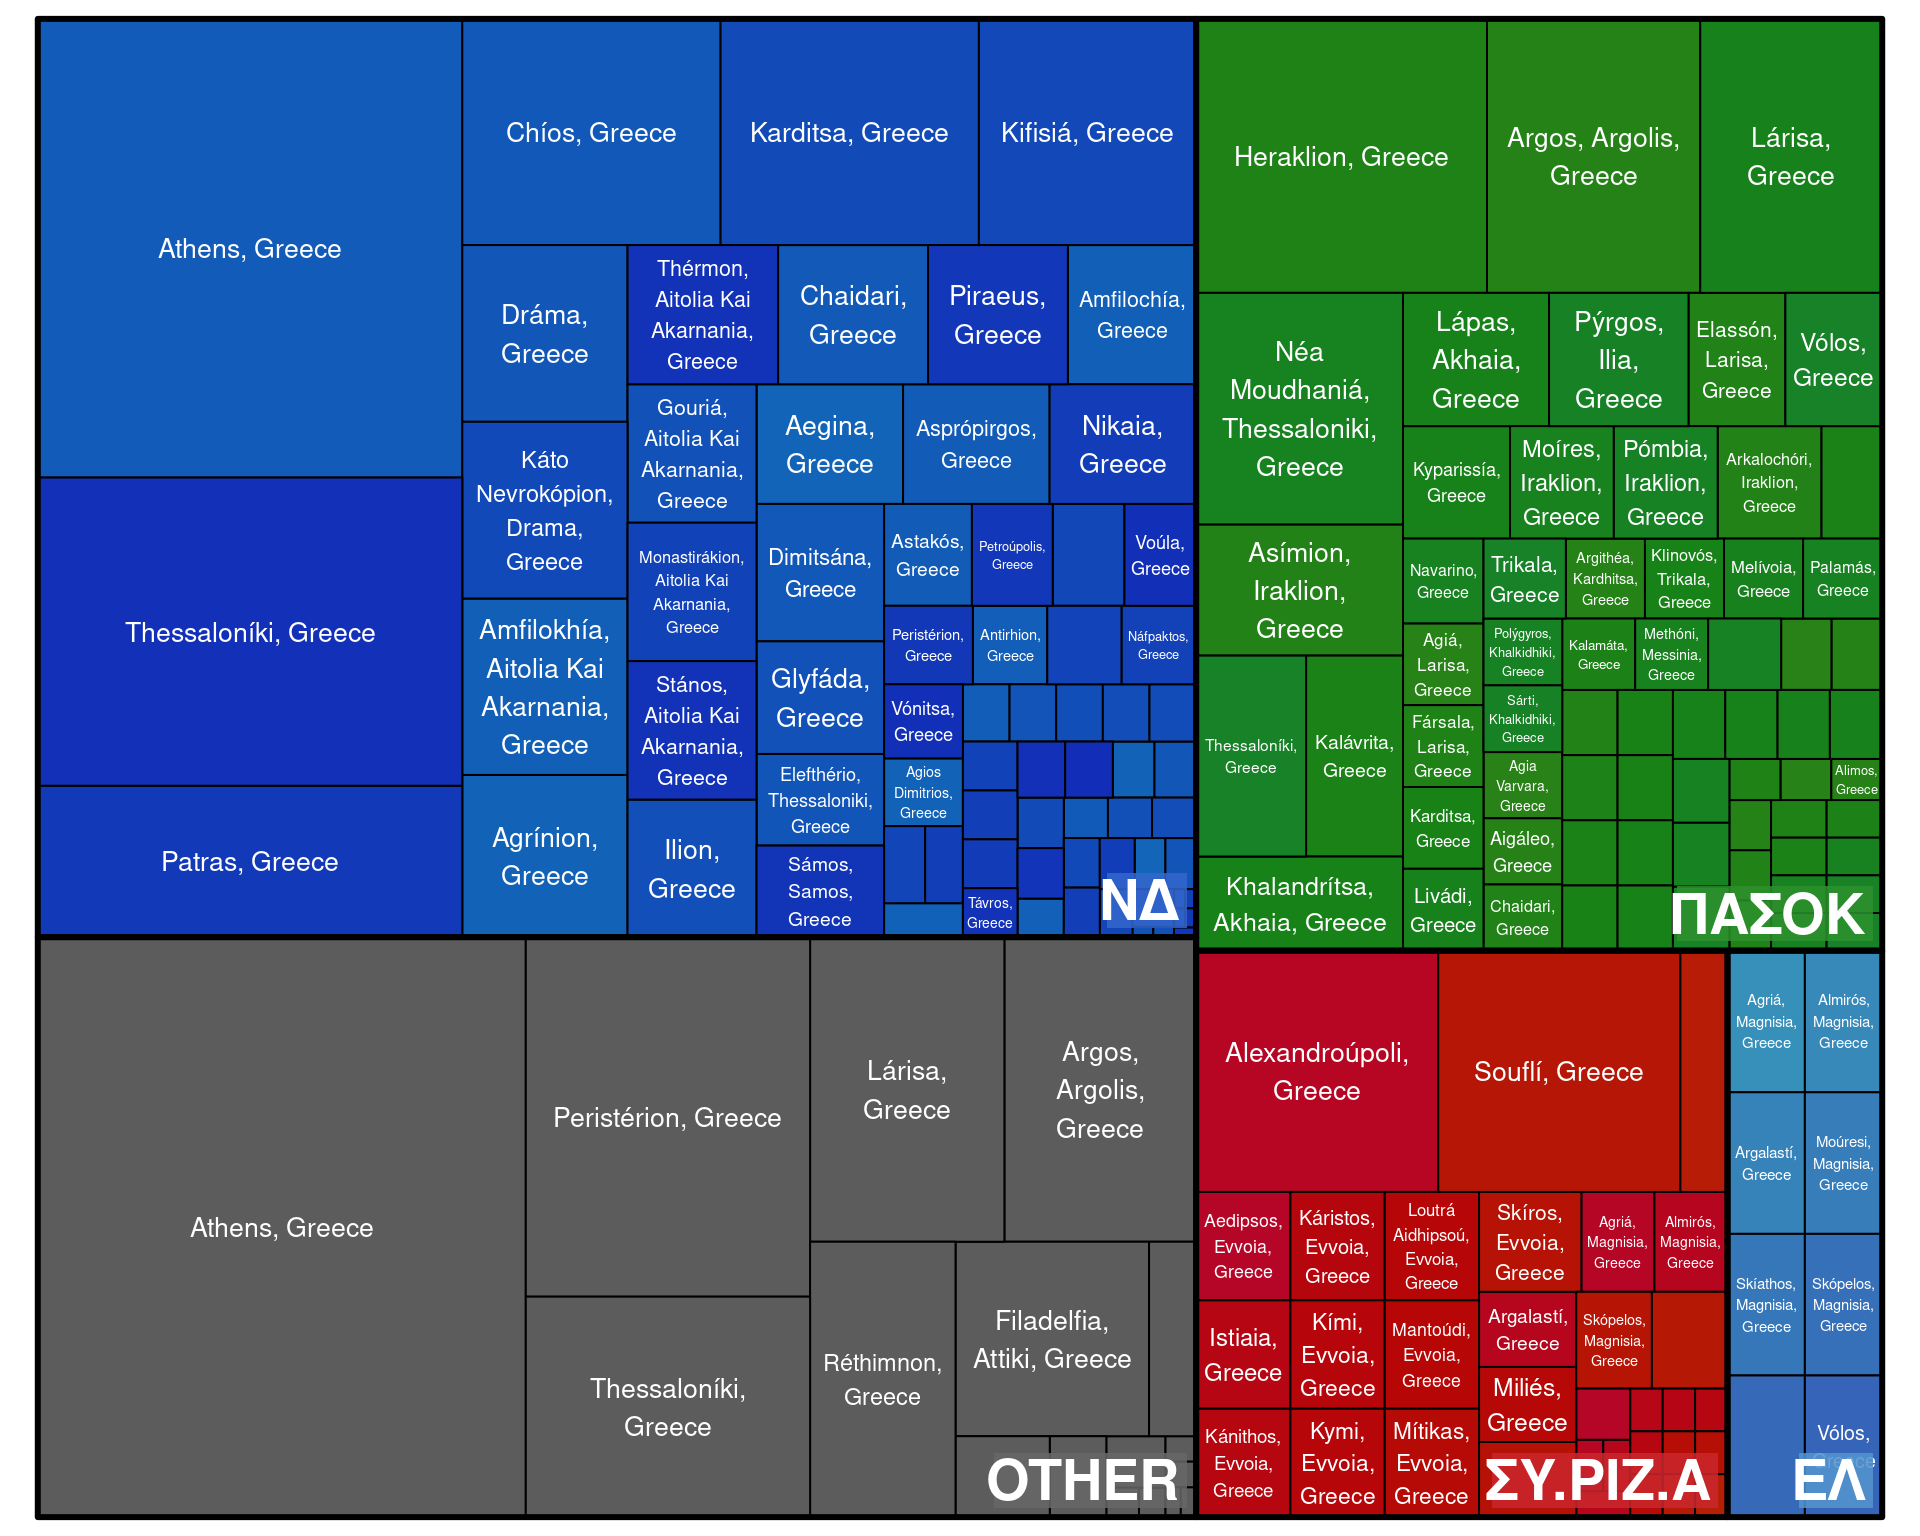 Athens, Greece
Chíos, Greece
Karditsa, Greece
Kifisiá, Greece
Dráma,
Greece
Thérmon,
Aitolia Kai
Akarnania,
Greece
Chaidari,
Greece
Piraeus,
Greece
Amfilochía,
Greece
Gouriá,
Aitolia Kai
Akarnania,
Greece
Aegina,
Greece
Asprópirgos,
Greece
Nikaia,
Greece
Káto
Nevrokópion,
Drama,
Greece
Thessaloníki, Greece
Monastirákion,
Aitolia Kai
Akarnania,
Greece
Dimitsána,
Greece
Astakós,
Greece
Petroúpolis,
Greece
Voúla,
Greece
Peristérion,
Greece
Antirhion,
Greece
Náfpaktos,
Greece
Amfilokhía,
Aitolia Kai
Akarnania,
Greece
Stános,
Aitolia Kai
Akarnania,
Greece
Glyfáda,
Greece
Vónitsa,
Greece
Elefthério,
Thessaloniki,
Greece
Agios
Dimitrios,
Greece
Patras, Greece
Agrínion,
Greece
Ilion,
Greece
Sámos,
Samos,
Greece
Távros,
Greece
ΝΔ
Heraklion, Greece
Argos, Argolis,
Greece
Lárisa,
Greece
Néa
Moudhaniá,
Thessaloniki,
Greece
Lápas,
Akhaia,
Greece
Pýrgos,
Ilia,
Greece
Elassón,
Larisa,
Greece
Vólos,
Greece
Kyparissía,
Greece
Moíres,
Iraklion,
Greece
Pómbia,
Iraklion,
Greece
Arkalochóri,
Iraklion,
Greece
Asímion,
Iraklion,
Greece
Navarino,
Greece
Trikala,
Greece
Argithéa,
Kardhitsa,
Greece
Klinovós,
Trikala,
Greece
Melívoia,
Greece
Palamás,
Greece
Agiá,
Larisa,
Greece
Polýgyros,
Khalkidhiki,
Greece
Kalamáta,
Greece
Methóni,
Messinia,
Greece
Thessaloníki,
Greece
Kalávrita,
Greece
Fársala,
Larisa,
Greece
Sárti,
Khalkidhiki,
Greece
Agia
Varvara,
Greece
Alimos,
Greece
Karditsa,
Greece
Aigáleo,
Greece
Khalandrítsa,
Akhaia, Greece
Livádi,
Greece
Chaidari,
Greece
ΠΑΣΟΚ
Athens, Greece
Peristérion, Greece
Lárisa,
Greece
Argos,
Argolis,
Greece
Thessaloníki,
Greece
Réthimnon,
Greece
Filadelfia,
Attiki, Greece
OTHER
Alexandroúpoli,
Greece
Souflí, Greece
Aedipsos,
Evvoia,
Greece
Káristos,
Evvoia,
Greece
Loutrá
Aidhipsoú,
Evvoia,
Greece
Skíros,
Evvoia,
Greece
Agriá,
Magnisia,
Greece
Almirós,
Magnisia,
Greece
Istiaia,
Greece
Kími,
Evvoia,
Greece
Mantoúdi,
Evvoia,
Greece
Argalastí,
Greece
Skópelos,
Magnisia,
Greece
Miliés,
Greece
Kánithos,
Evvoia,
Greece
Kymi,
Evvoia,
Greece
Mítikas,
Evvoia,
Greece
ΣΥ.ΡΙΖ.Α
Agriá,
Magnisia,
Greece
Almirós,
Magnisia,
Greece
Argalastí,
Greece
Moúresi,
Magnisia,
Greece
Skíathos,
Magnisia,
Greece
Skópelos,
Magnisia,
Greece
Vólos,
Greece
ΕΛ